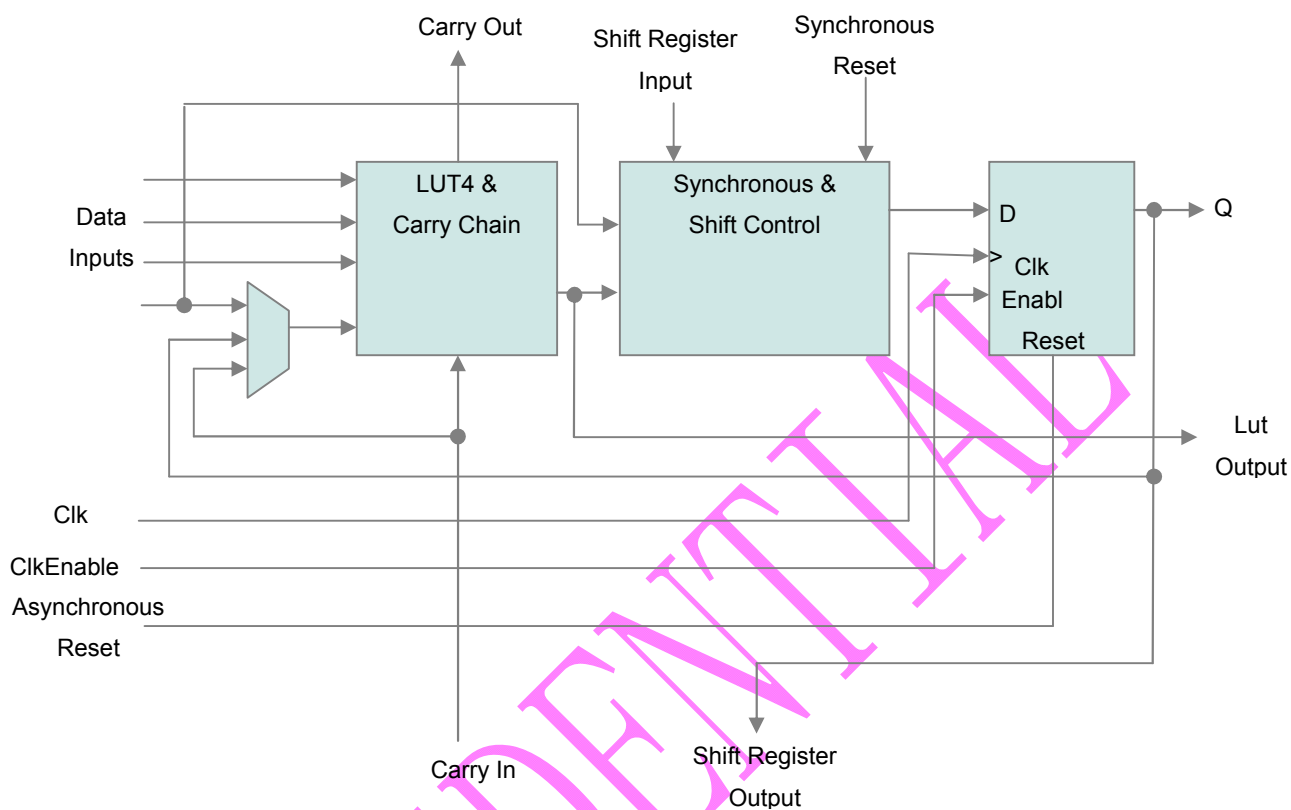 Carry Out
Shift Register
Input
Synchronous
Reset
LUT4 &
Carry Chain
Synchronous &
Shift Control
Data
Inputs
D
>
Clk
Enabl
Reset
Q
Lut
Output
Clk
ClkEnable
Asynchronous
Reset
Carry In
Shift Register
Output
DENTIAL